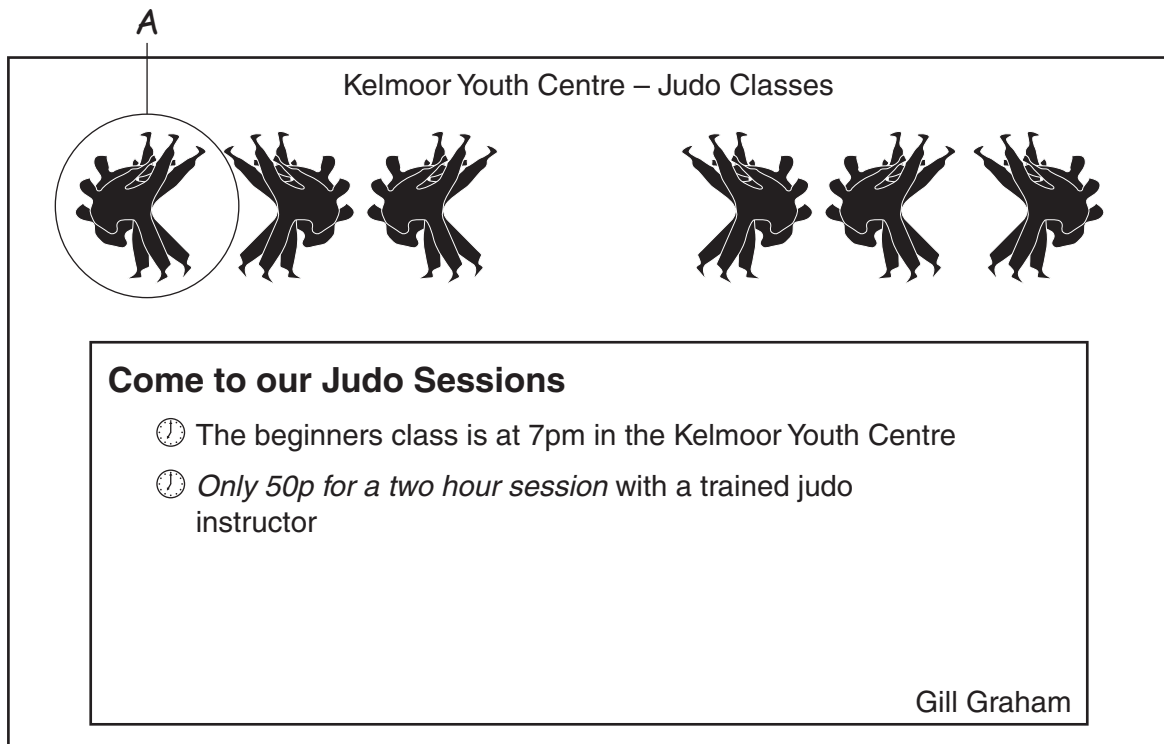 A
Kelmoor Youth Centre – Judo Classes
Come to our Judo Sessions
The beginners class is at 7pm in the Kelmoor Youth Centre
Only 50p for a two hour session with a trained judo
instructor
Gill Graham